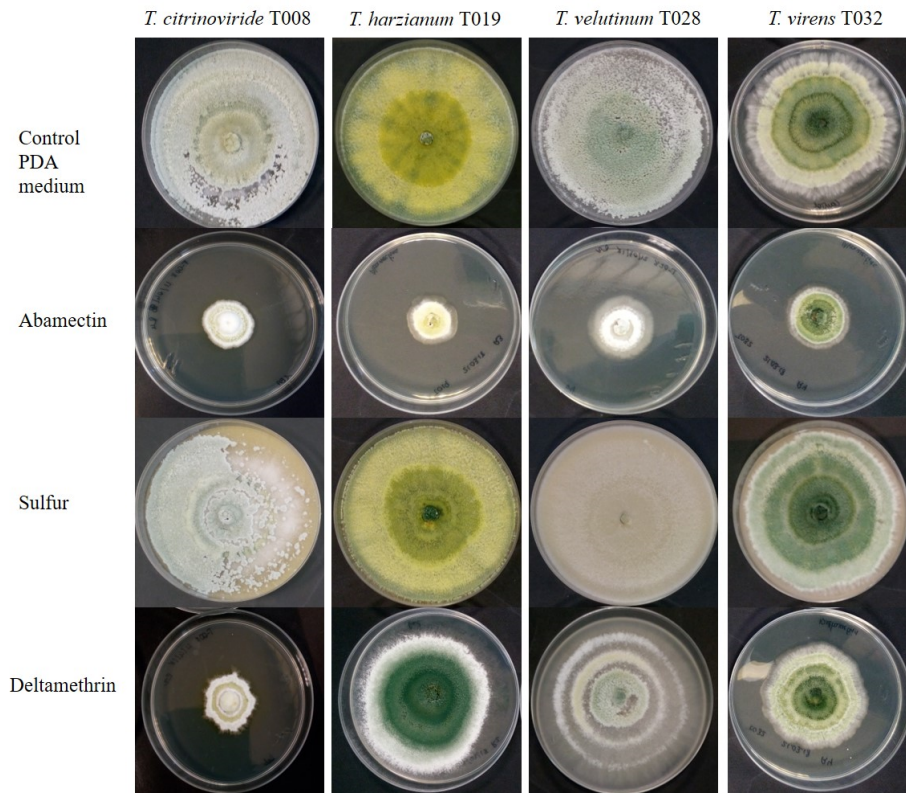 T. citrinoviride T008 T. harzianum T019 T. velutinum T028 T. virens T032
Control
PDA
medium
Abamectin
Sulfur
Deltamethrin